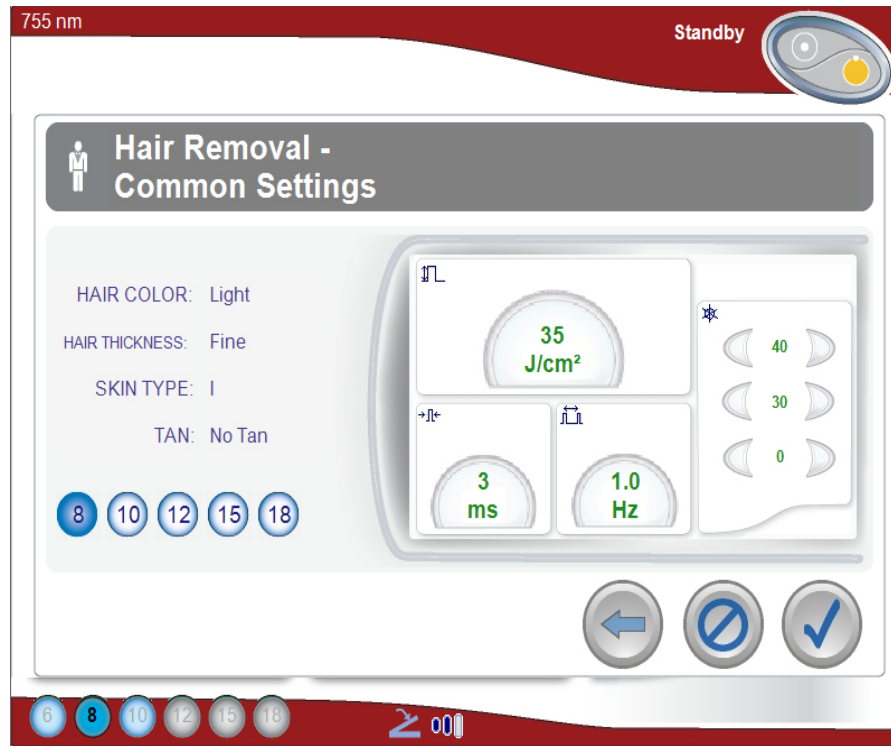 755 nm
Standby
Hair Removal -
Common Settings
HAIR COLOR: Light
HAIR THICKNESS: Fine
SKIN TYPE: I
TAN: No Tan
8 10 12 15 18
35
J/cm²
3
ms
1.0
Hz
40
30
0
6 8 10 12 15 18